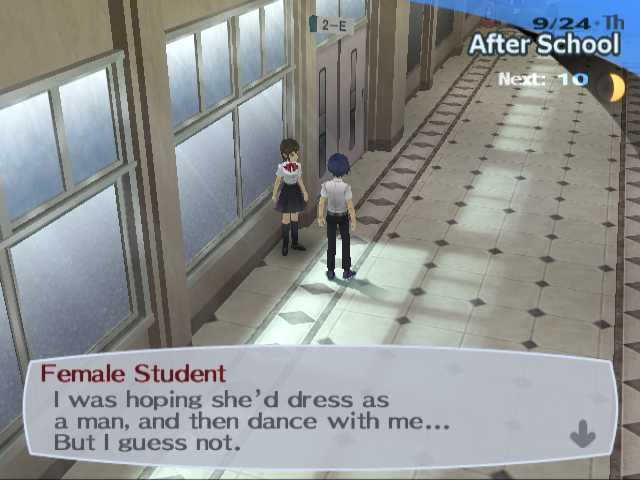 2-E
9/24 · Th
After School
Next: 10
Female Student
I was hoping she'd dress as
a man, and then dance with me...
But I guess not.